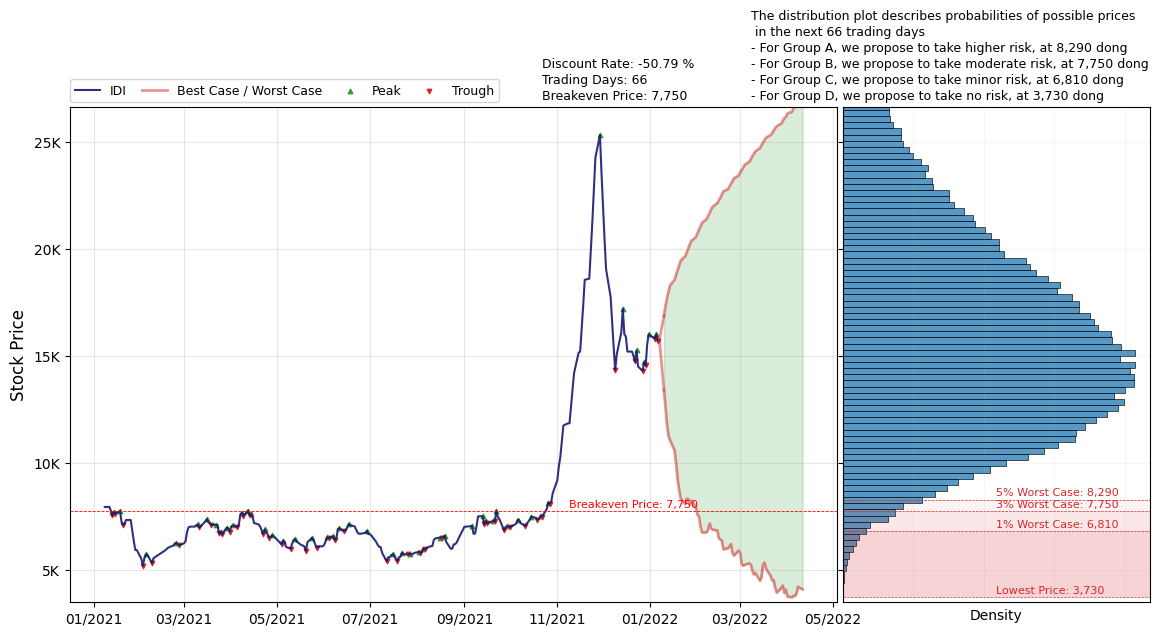 The distribution plot describes probabilities of possible prices
in the next 66 trading days
- For Group A, we propose to take higher risk, at 8,290 dong
- For Group B, we propose to take moderate risk, at 7,750 dong
- For Group C, we propose to take minor risk, at 6,810 dong
- For Group D, we propose to take no risk, at 3,730 dong
Discount Rate: -50.79 %
Trading Days: 66
Breakeven Price: 7,750
IDI
Best Case / Worst Case
Peak
Trough
Stock Price
25K
20K
15K
10K
5K
Breakeven Price: 7,750
5% Worst Case: 8,290
3% Worst Case: 7,750
1% Worst Case: 6,810
Lowest Price: 3,730
01/2021
03/2021
05/2021
07/2021
09/2021
11/2021
01/2022
03/2022
05/2022
Density